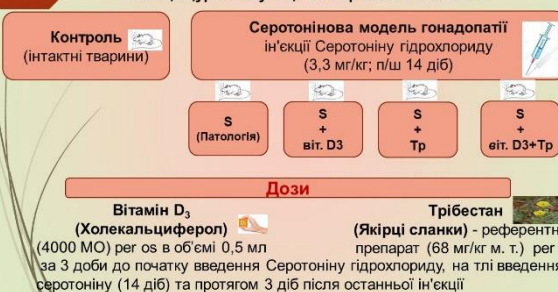 Контроль
(інтактні тварини)
Серотонінова модель гонадопатії
ін'єкції Серотоніну гідрохлориду
(3,3 мг/кг; п/ш 14 діб)
S
(Патологія)
S
+
віт. D3
S
+
Тр
S
+
віт. D3+Тр
Дози
Вітамін D₃
(Холекальциферол)
(4000 МО) per os в об'ємі 0,5 мл
Трібестан
(Якірці сланки) - референтн
препарат (68 мг/кг м. т.) per
за 3 доби до початку введення Серотоніну гідрохлориду, на тлі введення
серотоніну (14 діб) та протягом 3 діб після останньої ін'єкції